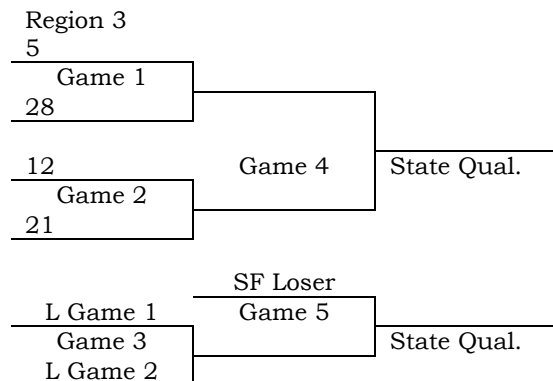 Region 3
5
Game 1
28
12
Game 4
State Qual.
Game 2
21
SF Loser
L Game 1
Game 5
Game 3
State Qual.
L Game 2